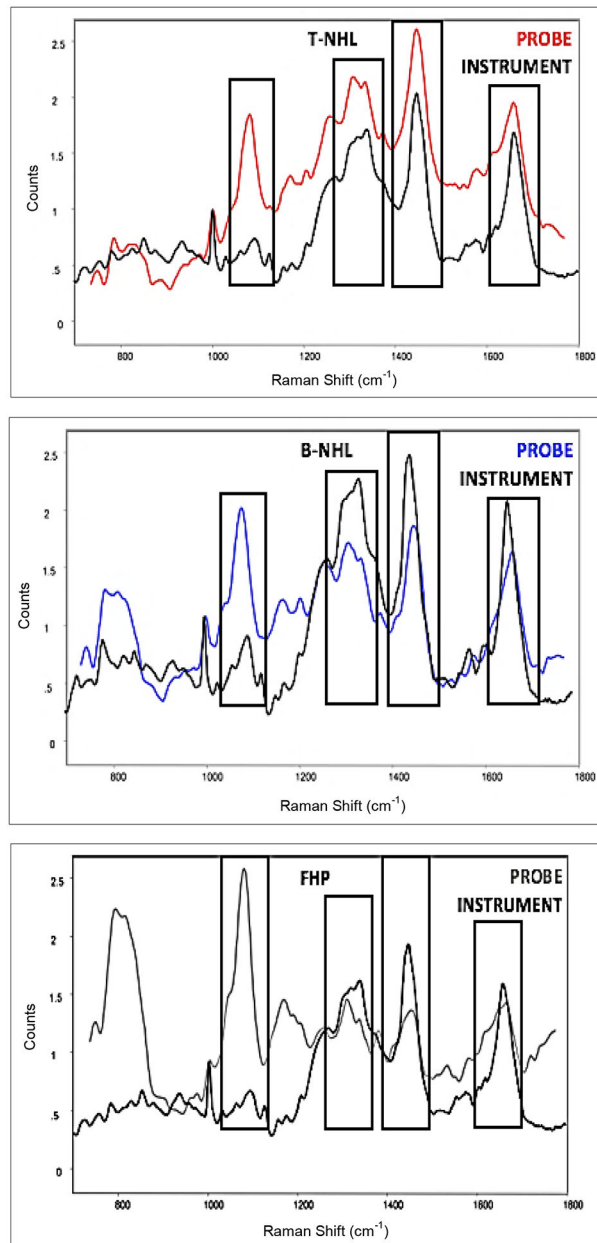 2.5
T-NHL
PROBE
INSTRUMENT
2
1.5
Counts
1
.5
0
800
1000
1200
1400
1600
1800
Raman Shift (cm-1)
2.5
B-NHL
PROBE
INSTRUMENT
2
1.5
Counts
1
.5
0
800
1000
1200
1400
1600
1800
Raman Shift (cm-1)
2.5
FHP
PROBE
INSTRUMENT
2
1.5
Counts
1
.5
0
800
1000
1200
1400
1600
1800
Raman Shift (cm-1)